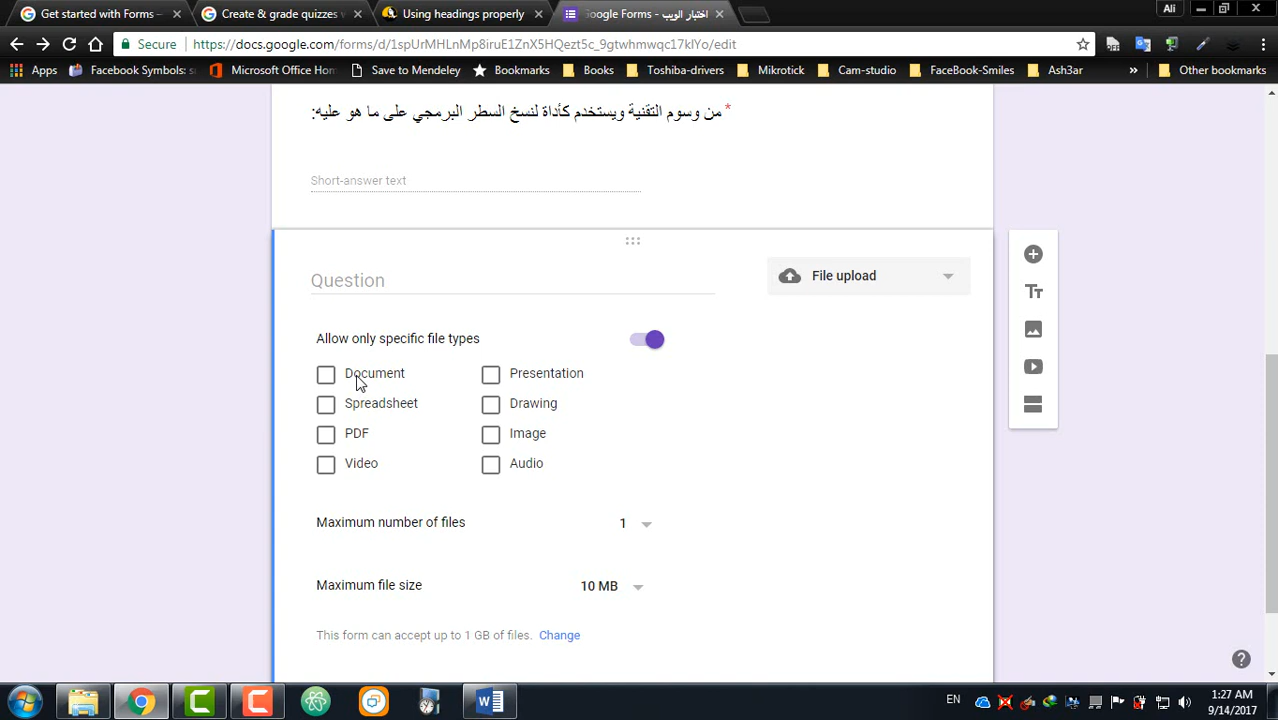 Get started with Forms –
Create & grade quizzes w
Using headings properly
اختبار الويب - Google Forms
Ali
Secure
https://docs.google.com/forms/d/1spUrMHLnMp8iruE1ZnX5HQezt5c_9gtwhmwqc17klYo/edit
Apps
Facebook Symbols: s
Microsoft Office Hom
Save to Mendeley
Bookmarks
Books
Toshiba-drivers
Mikrotick
Cam-studio
FaceBook-Smiles
Ash3ar
»
Other bookmarks
من وسوم التقنية ويستخدم كأداة لنسخ السطر البرمجي على ما هو عليه: *
Short-answer text
Question
File upload
Allow only specific file types
Document
Presentation
Spreadsheet
Drawing
PDF
Image
Video
Audio
Maximum number of files
1
Maximum file size
10 MB
This form can accept up to 1 GB of files. Change
EN
1:27 AM
9/14/2017